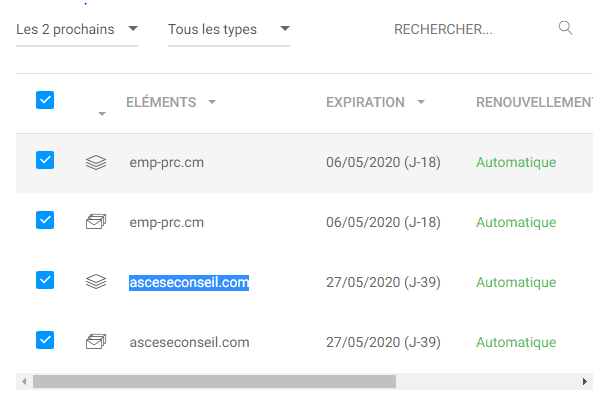 Les 2 prochains Tous les types RECHERCHER...
ELÉMENTS EXPIRATION RENOUVELLEMENT
emp-prc.cm 06/05/2020 (J-18) Automatique
emp-prc.cm 06/05/2020 (J-18) Automatique
asceseconseil.com 27/05/2020 (J-39) Automatique
asceseconseil.com 27/05/2020 (J-39) Automatique